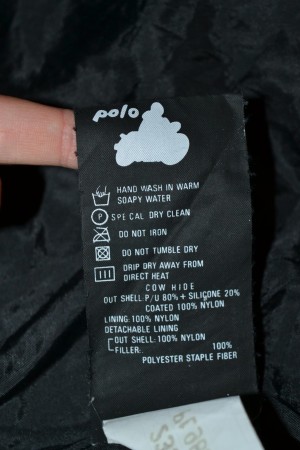 polo
HAND WASH IN WARM
SOAPY WATER
P SPECAL DRY CLEAN
DO NOT IRON
DO NOT TUMBLE DRY
DRIP DRY AWAY FROM
DIRECT HEAT
COW HIDE
OUT SHELL P/U 80% + SILICONE 20%
COATED 100% NYLON
LINING: 100% NYLON
DETACHABLE LINING
OUT SHELL: 100% NYLON
FILLER: 100%
POLYESTER STAPLE FIBER